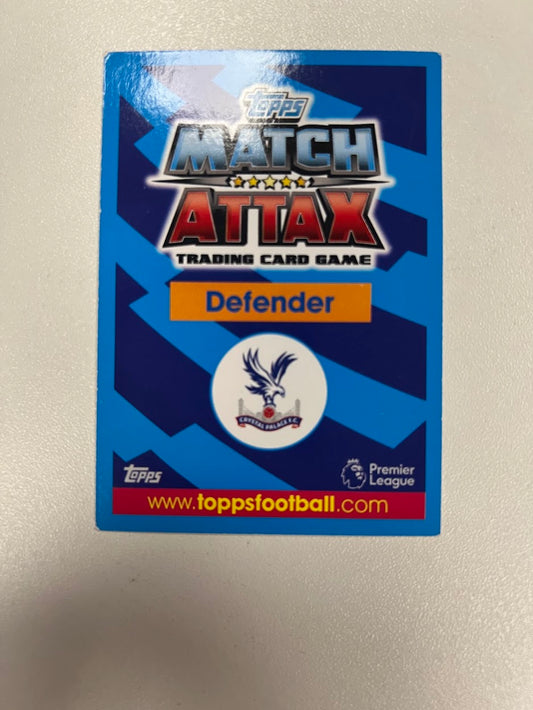 Topps
MATCH
ATTAX
TRADING CARD GAME
Defender
CRYSTAL PALACE F.C.
Topps
Premier
League
www.toppsfootball.com